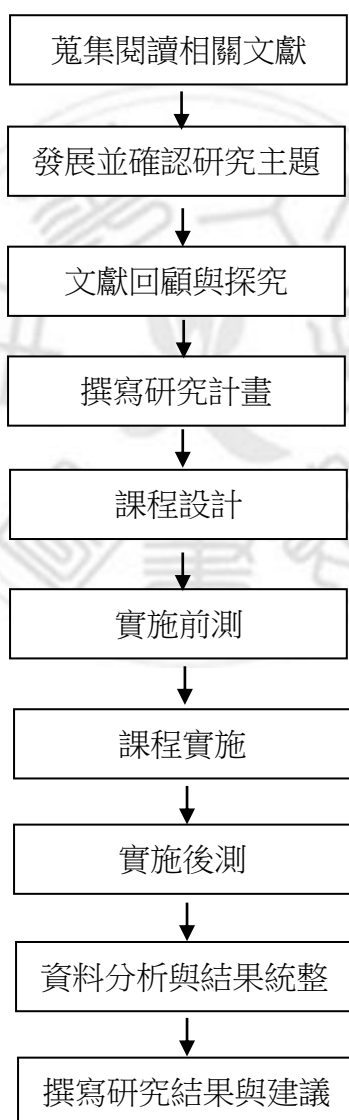 蒐集閱讀相關文獻
發展並確認研究主題
文獻回顧與探究
撰寫研究計畫
課程設計
實施前測
課程實施
實施後測
資料分析與結果統整
撰寫研究結果與建議